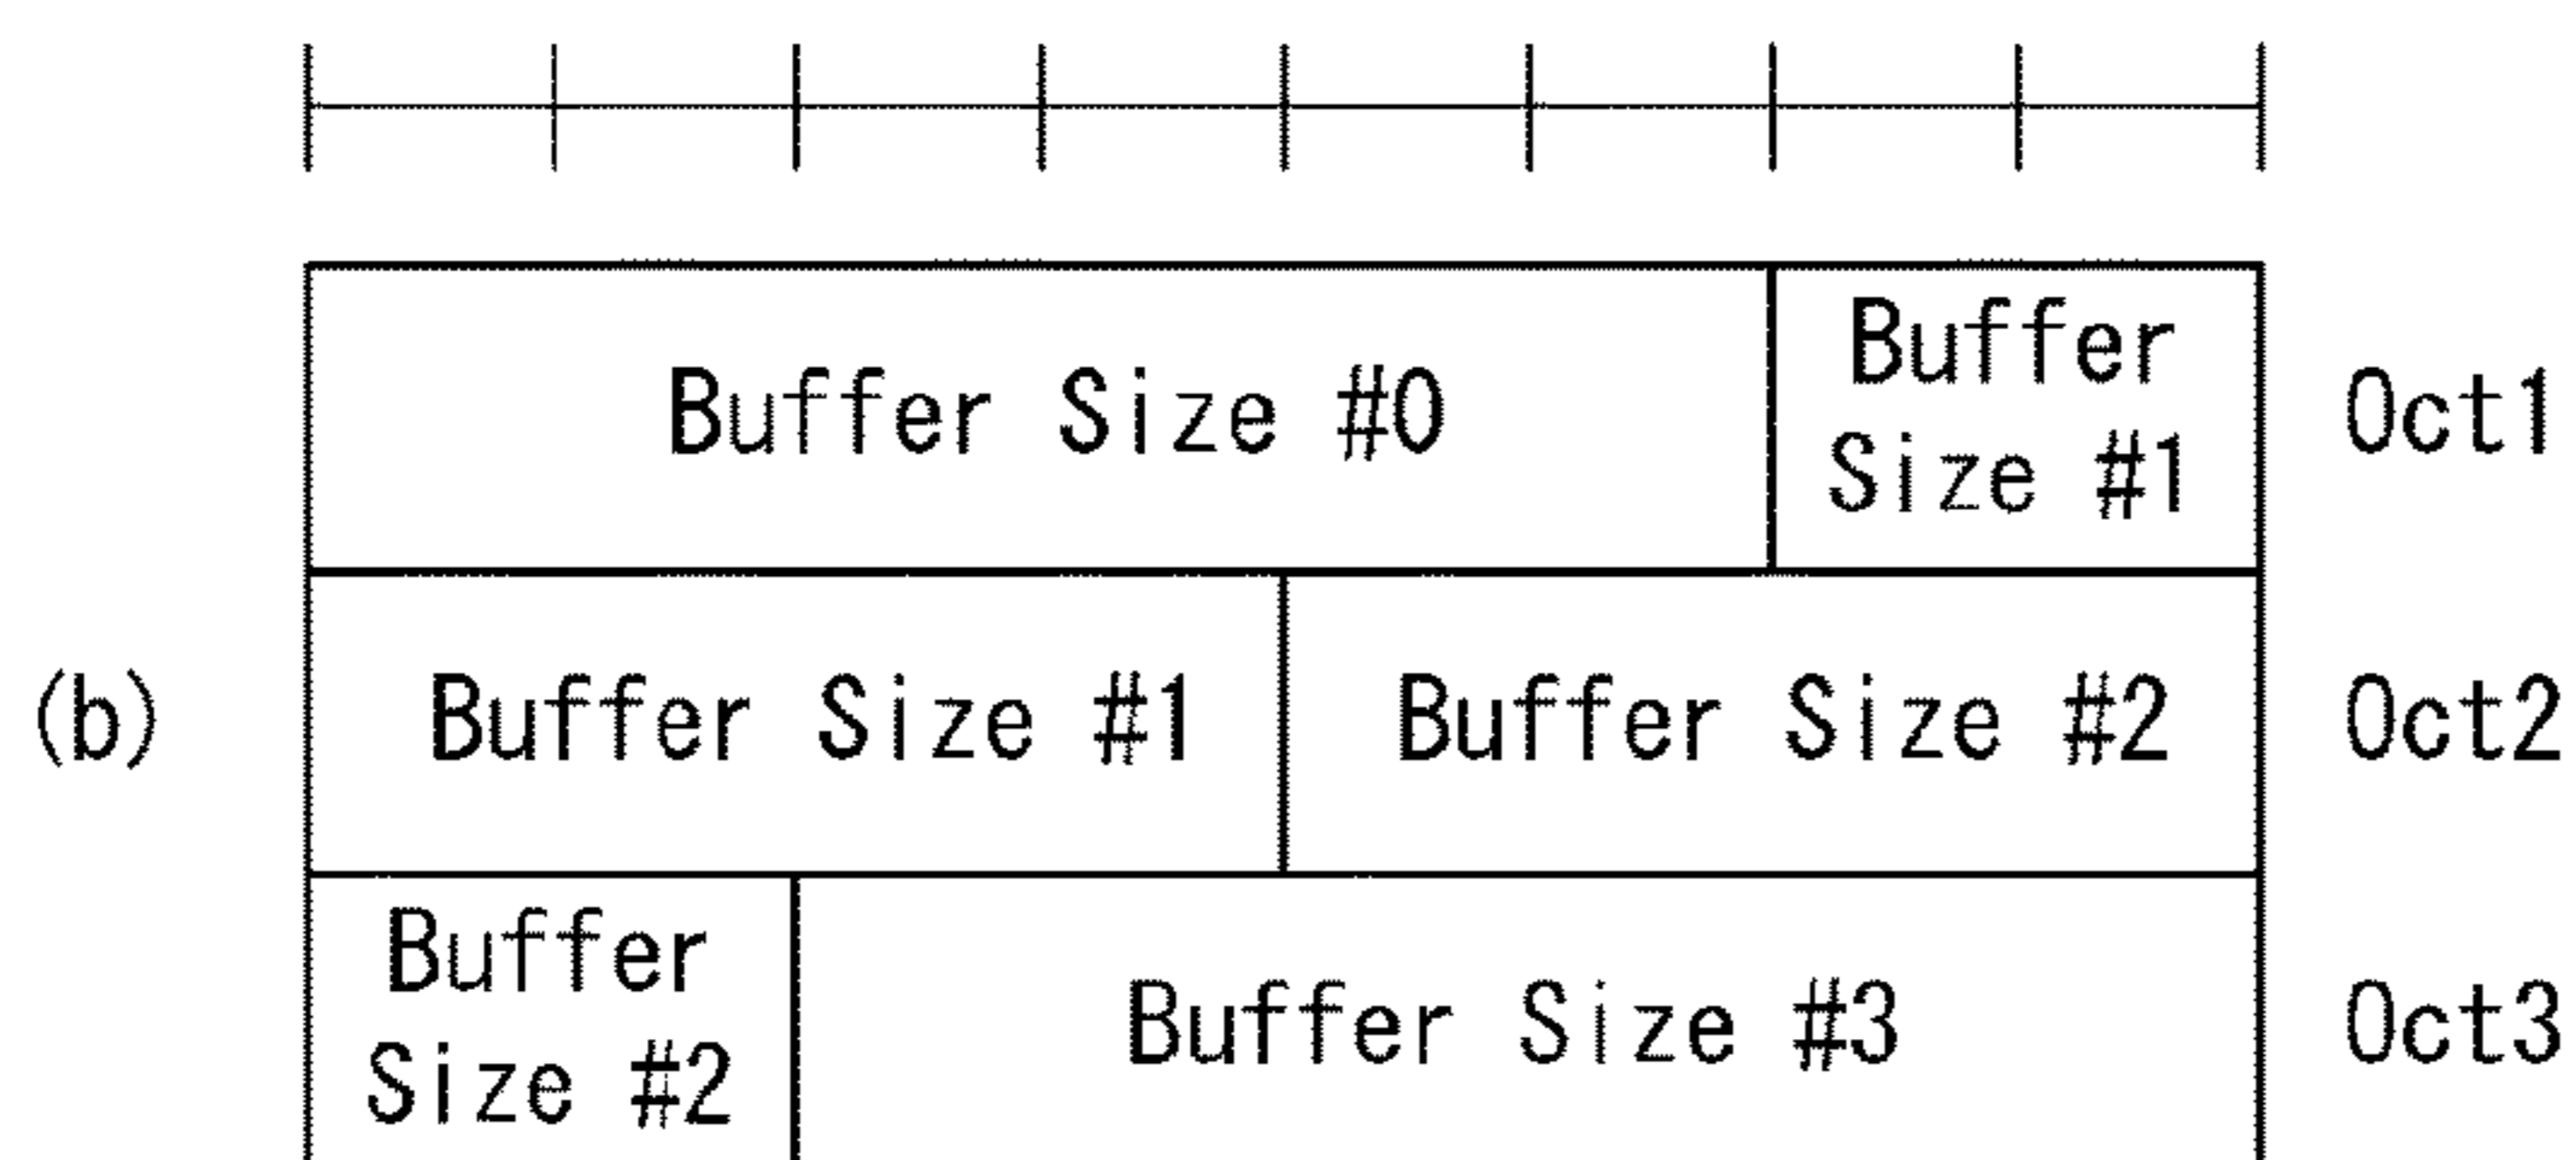 Buffer Size #0
Buffer
Size #1
Oct1
(b)
Buffer Size #1
Buffer Size #2
Oct2
Buffer
Size #2
Buffer Size #3
Oct3